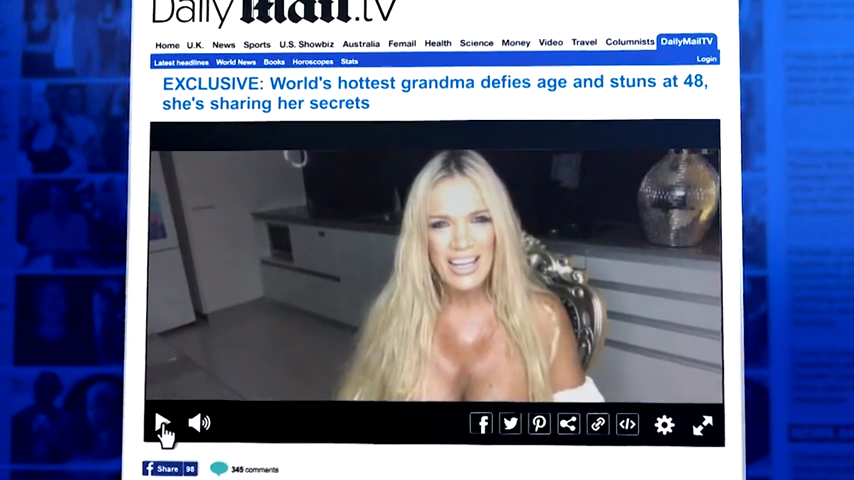 Daily Mail.tv
Home U.K. News Sports U.S. Showbiz Australia Femail Health Science Money Video Travel Columnists DailyMailTV
Latest headlines World News Books Horoscopes Stats Login
EXCLUSIVE: World's hottest grandma defies age and stuns at 48,
she's sharing her secrets
f Share 98 345 comments